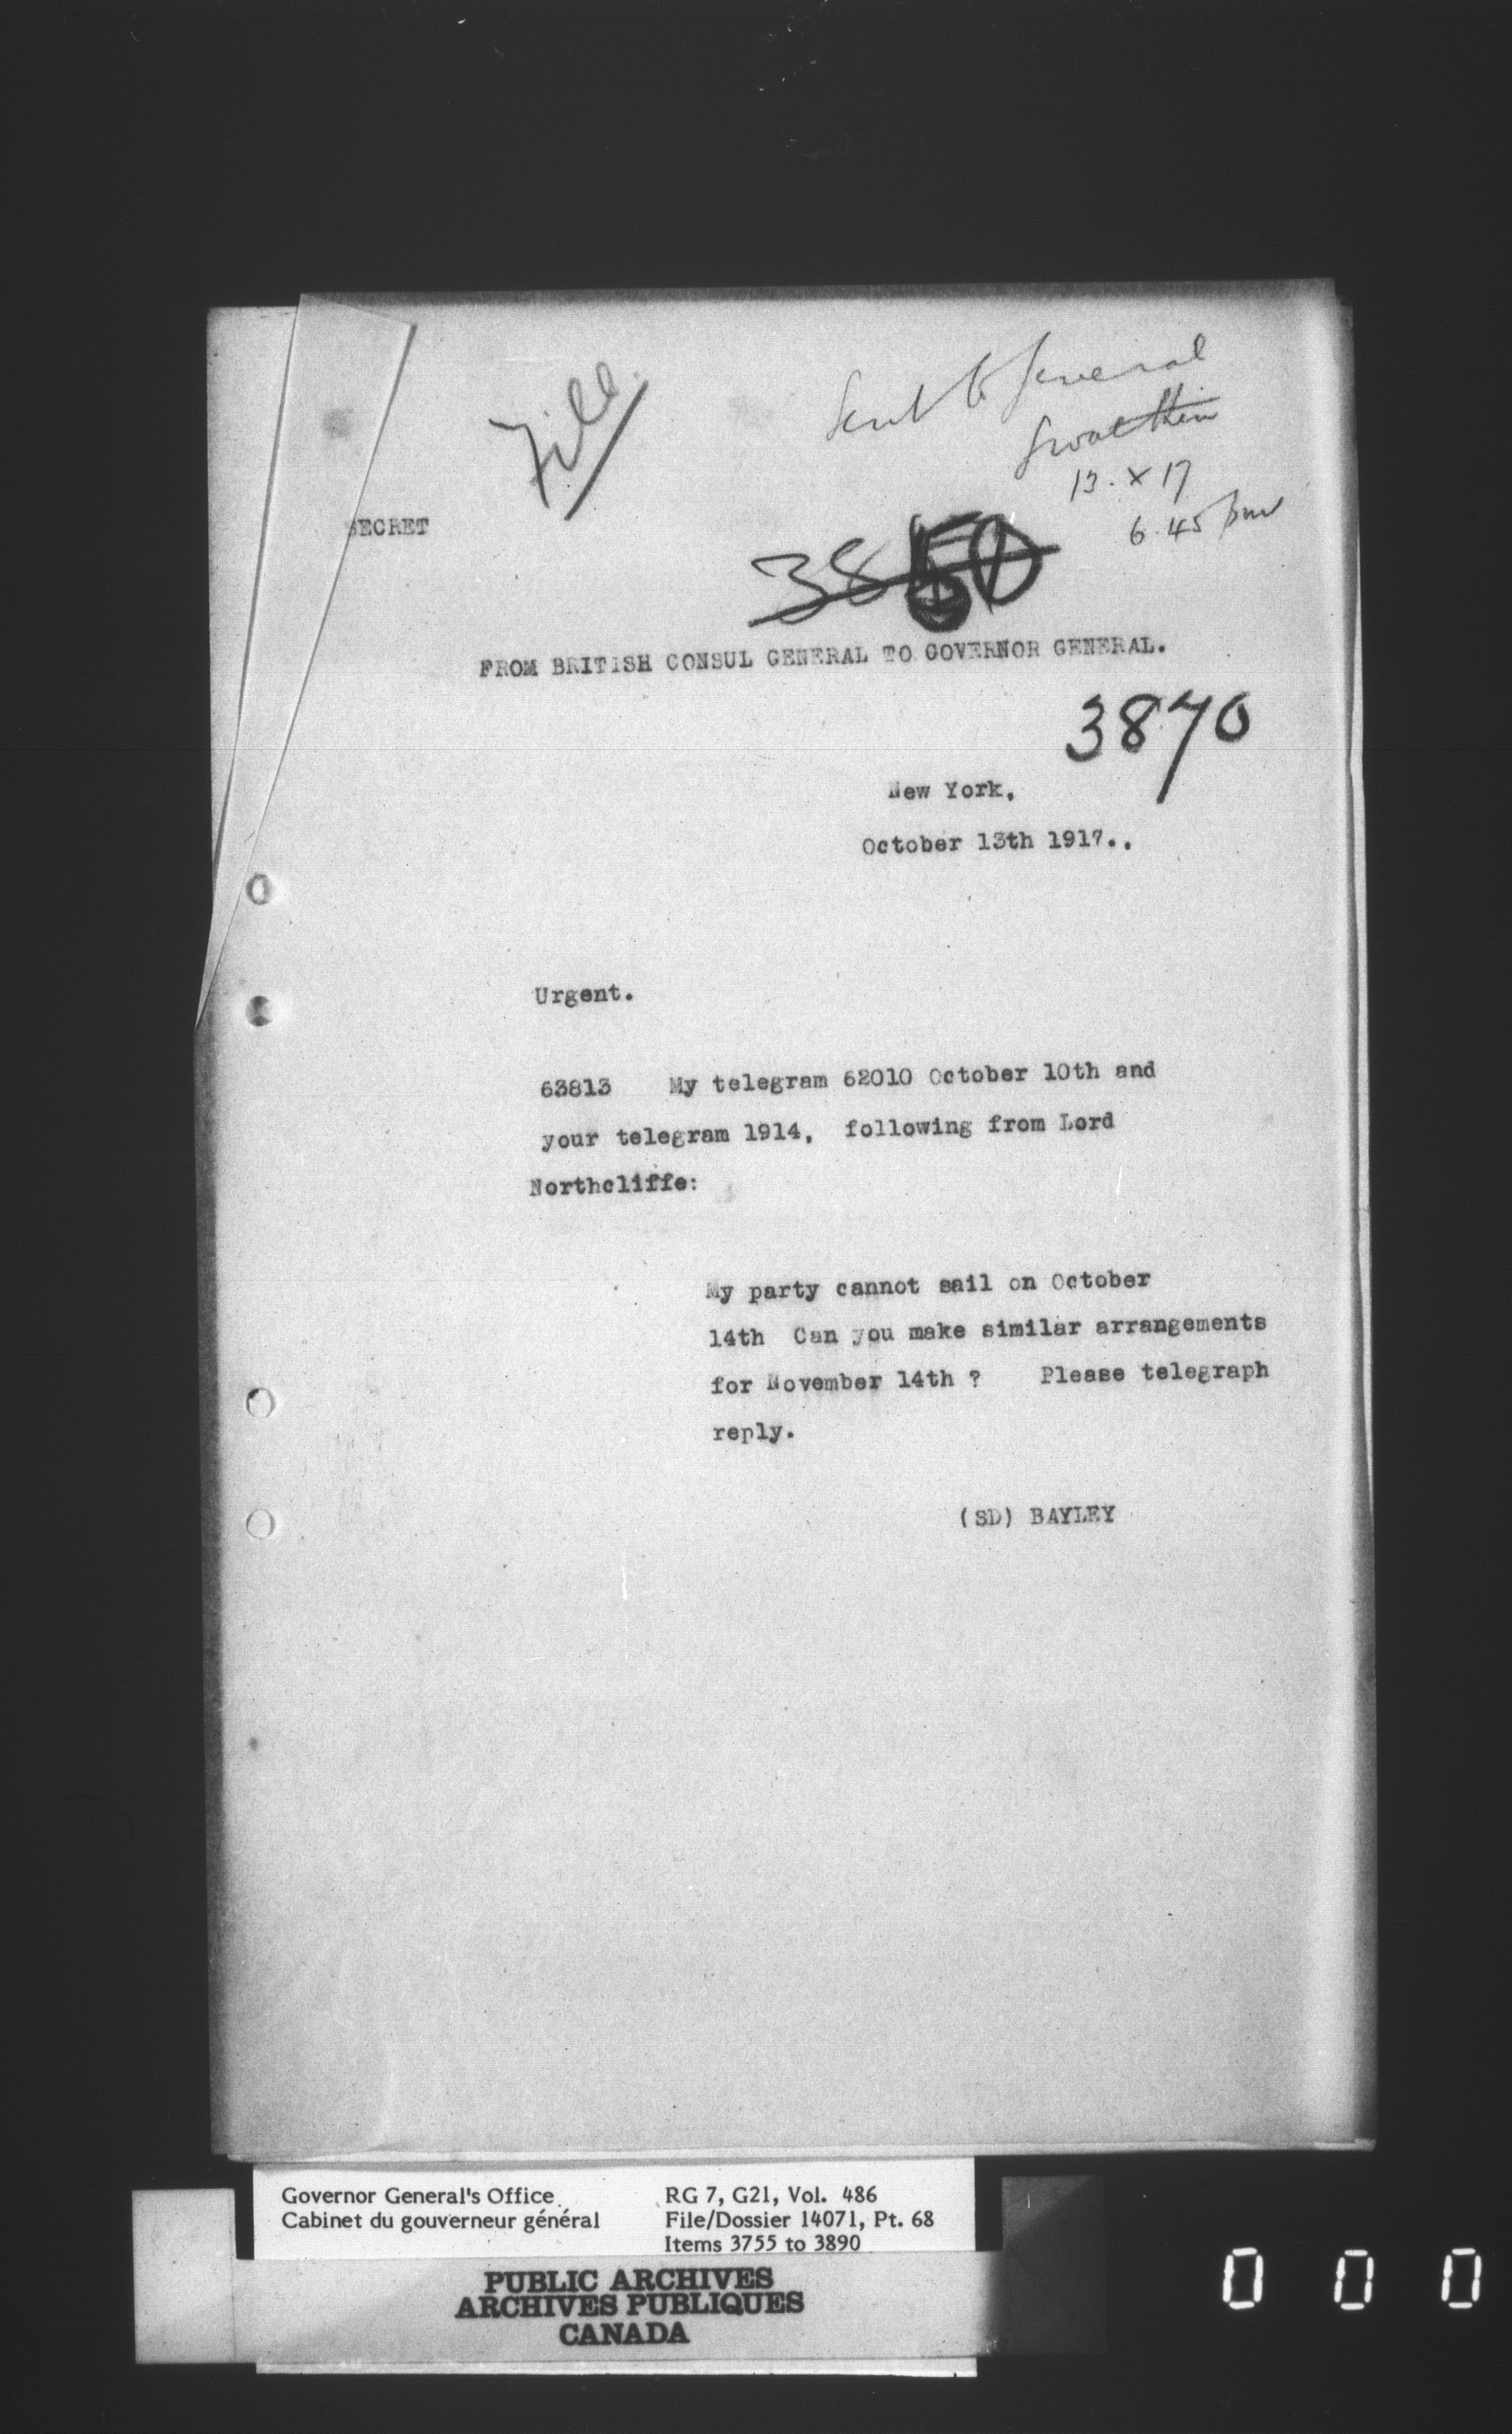 File
Sent to General
Gwatkin
13. X 17
6.45 pm
SECRET
3850
FROM BRITISH CONSUL GENERAL TO GOVERNOR GENERAL.
3870
New York,
October 13th 1917..
Urgent.
63813 My telegram 62010 October 10th and
your telegram 1914, following from Lord
Northcliffe:
My party cannot sail on October
14th Can you make similar arrangements
for November 14th ? Please telegraph
reply.
(SD) BAYLEY
Governor General's Office
Cabinet du gouverneur général
RG 7, G21, Vol. 486
File/Dossier 14071, Pt. 68
Items 3755 to 3890
PUBLIC ARCHIVES
ARCHIVES PUBLIQUES
CANADA
0 0 0